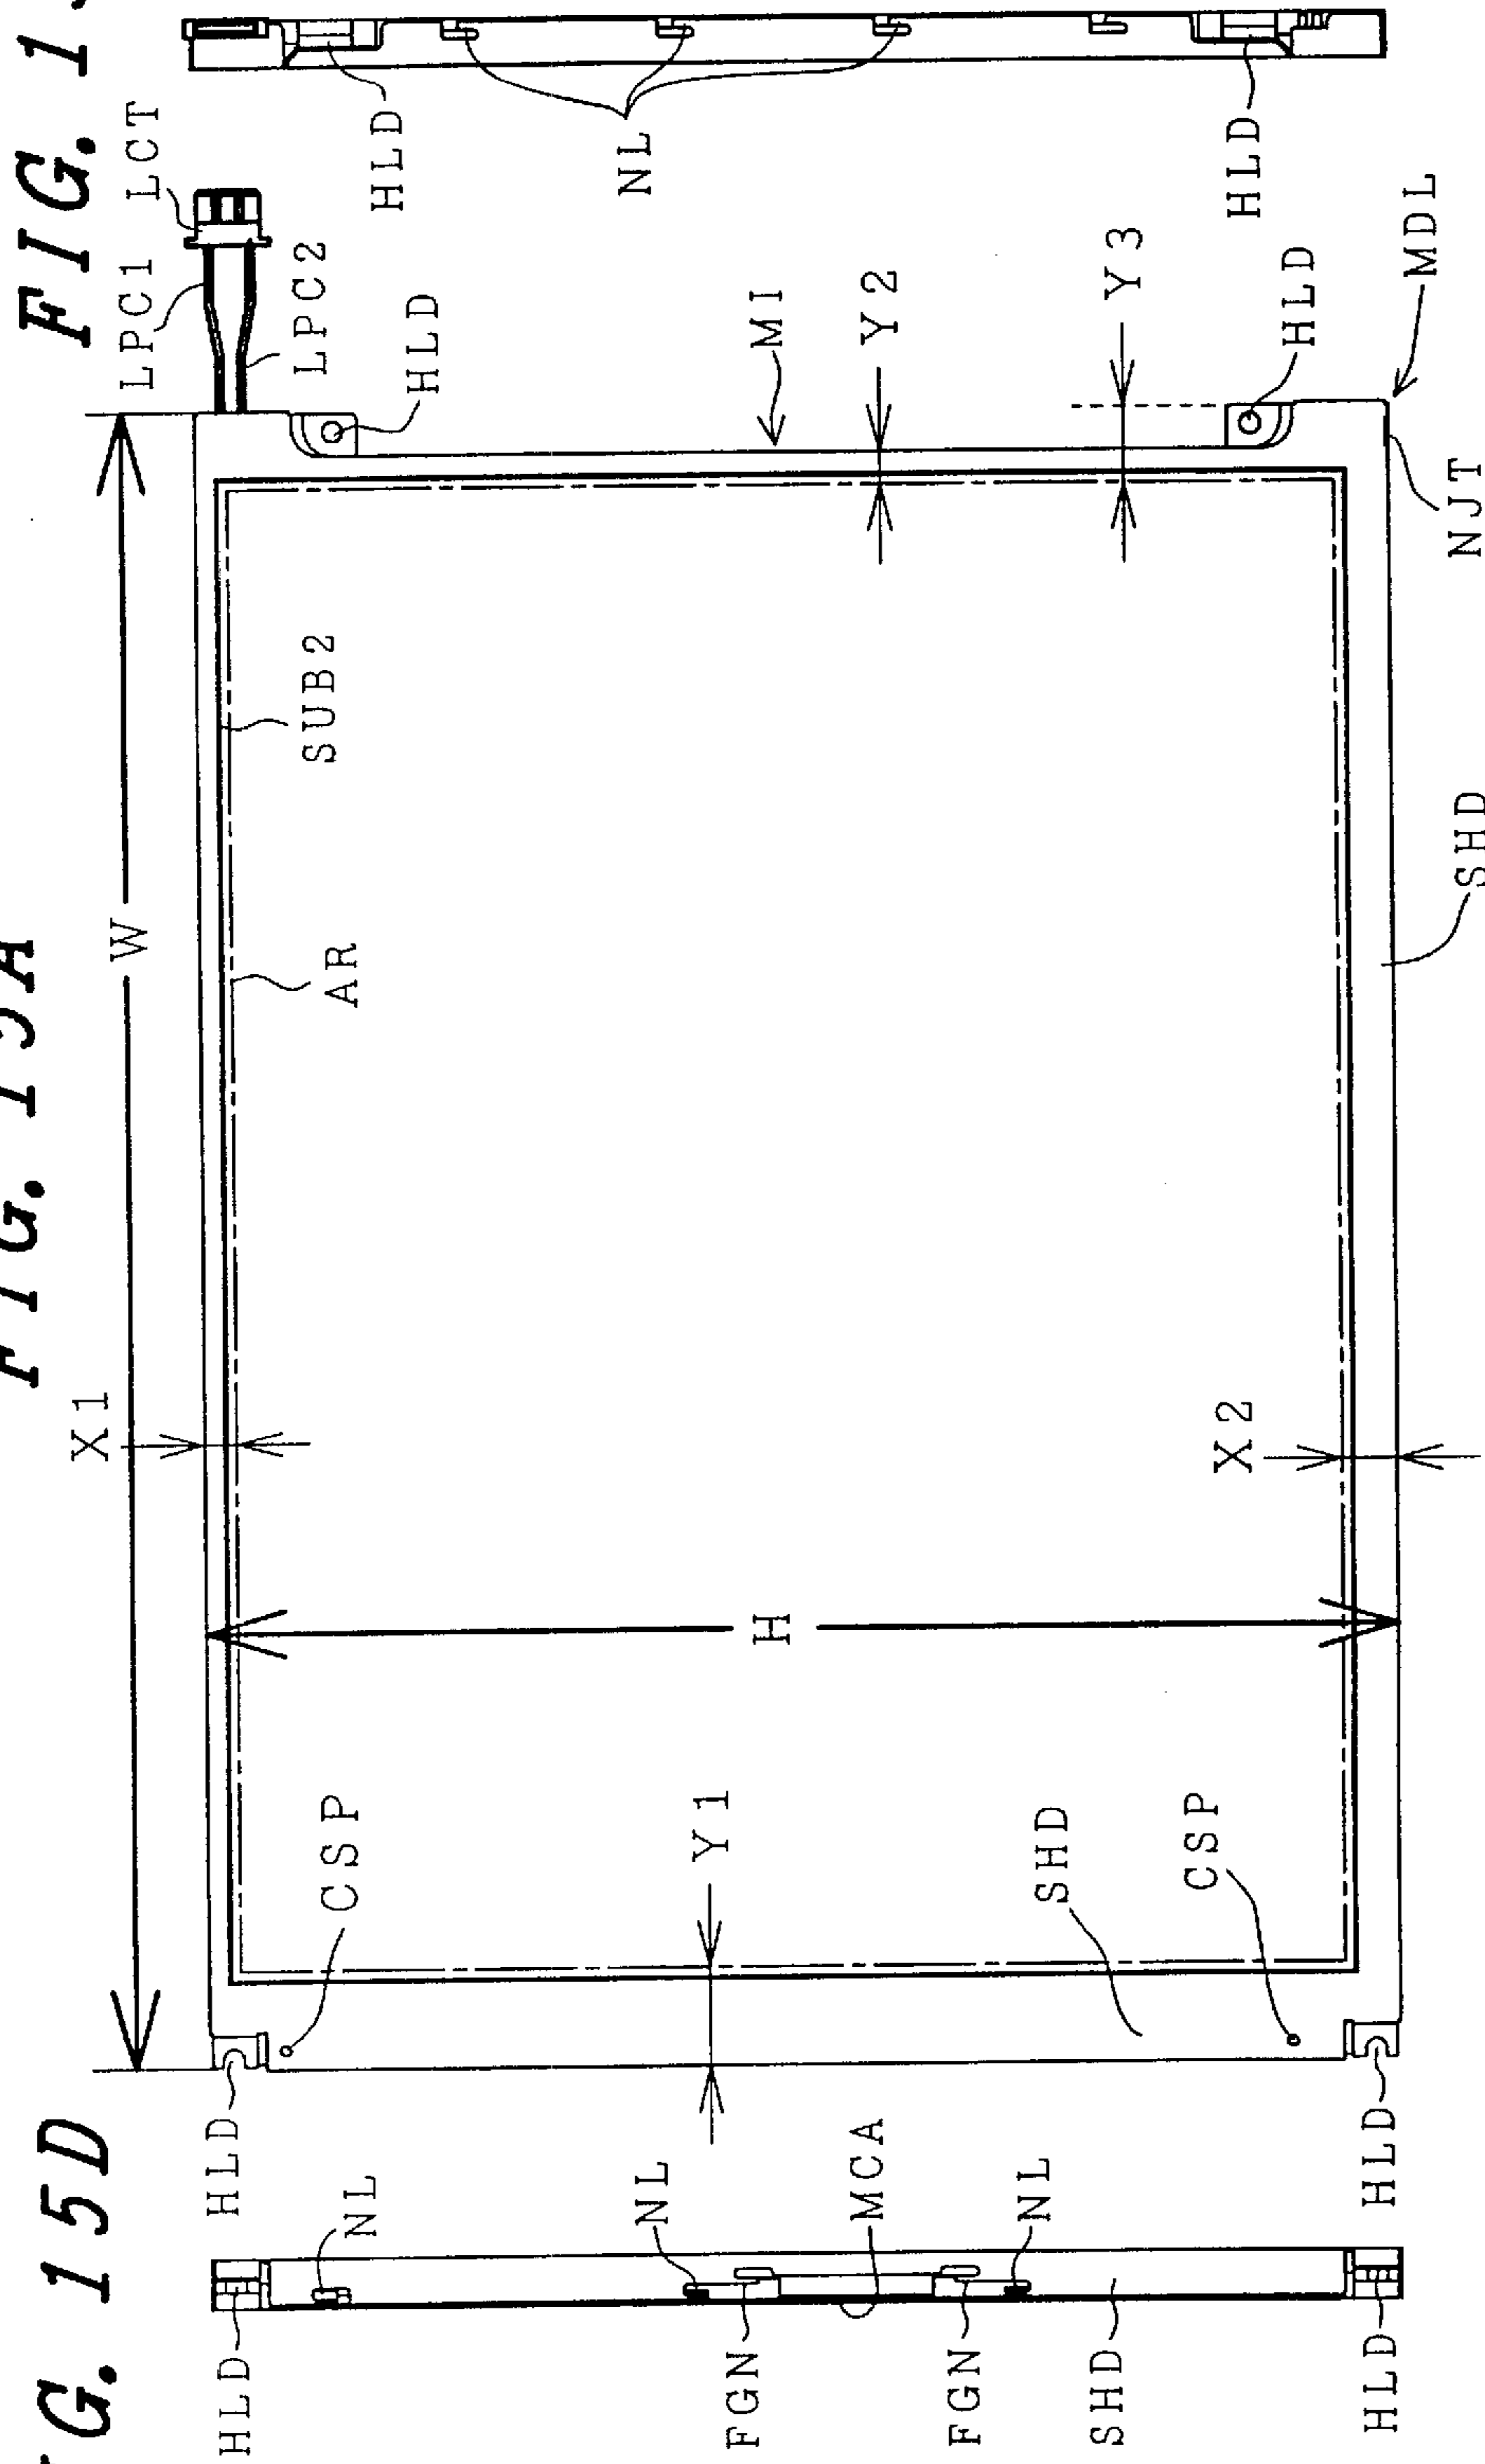 G. 15D
FIG. 15A
FIG. 1
X1
W
LPC1
LCT
HLD
HLD
LPC2
SUB2
AR
CSP
NL
HLD
HLD
NL
NL
Y1
H
MI
FGN
MCA
Y2
FGN
NL
SHD
Y3
SHD
CSP
X2
HLD
HLD
HLD
HLD
MDL
NJT
SHD